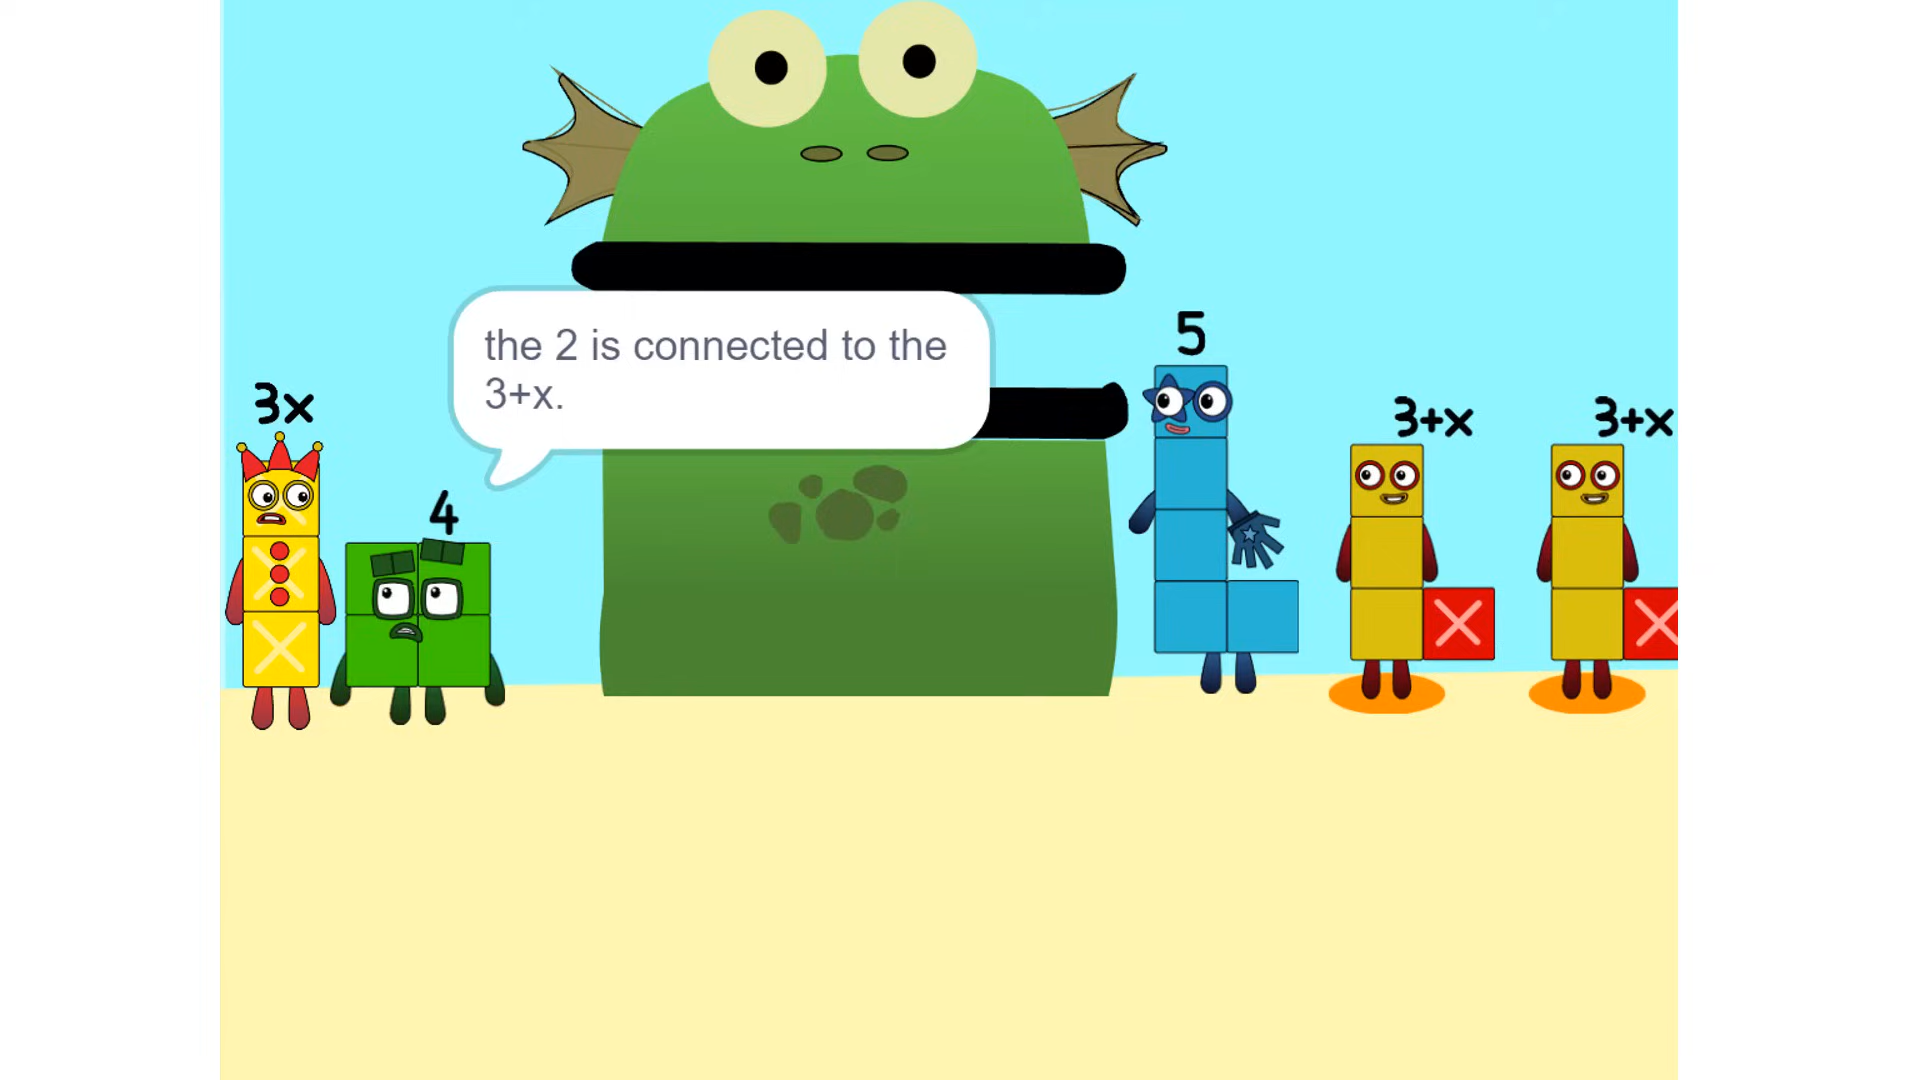 the 2 is connected to the
3+x.
3x
4
5
3+x
3+x